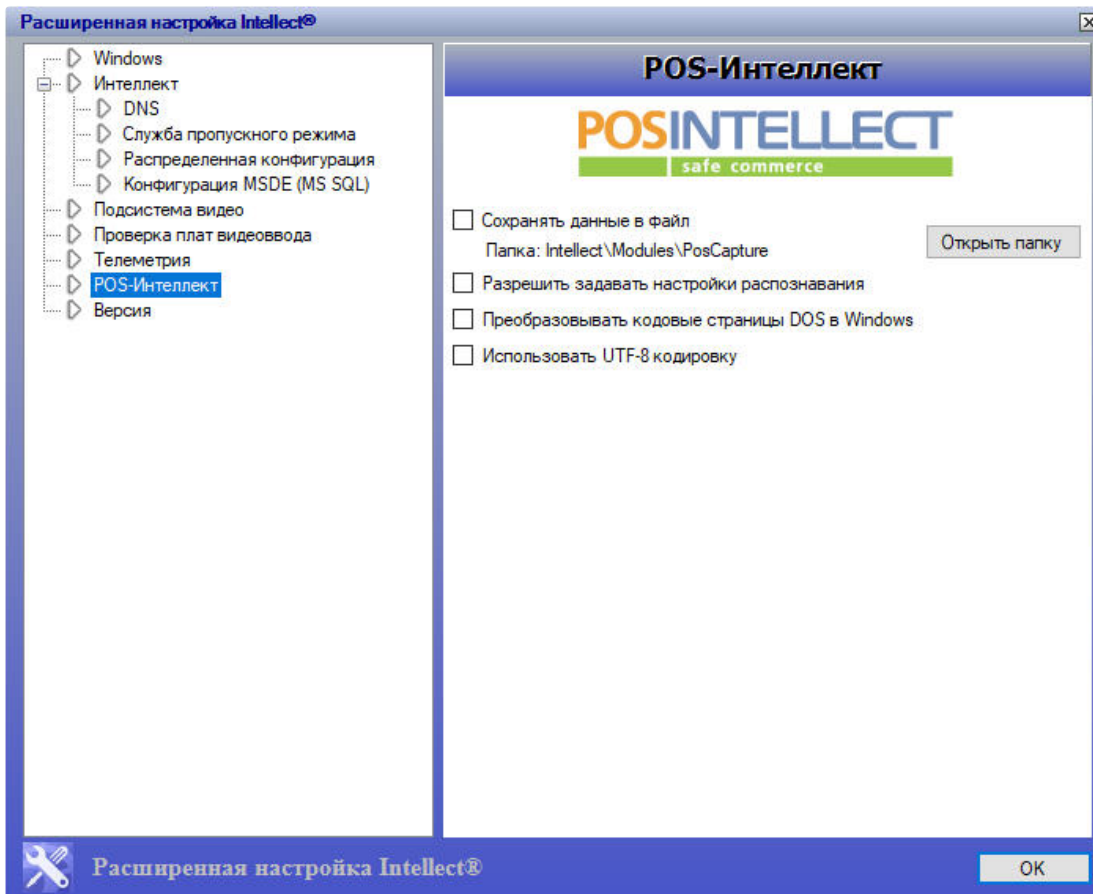 Расширенная настройка Intellect®
Windows
Интеллект
DNS
Служба пропускного режима
Распределенная конфигурация
Конфигурация MSDE (MS SQL)
Подсистема видео
Проверка плат видеоввода
Телеметрия
POS-Интеллект
Версия
POS-Интеллект
POSINTELLECT
safe commerce
Сохранять данные в файл
Папка: Intellect\Modules\PosCapture
Открыть папку
Разрешить задавать настройки распознавания
Преобразовывать кодовые страницы DOS в Windows
Использовать UTF-8 кодировку
Расширенная настройка Intellect®
OK